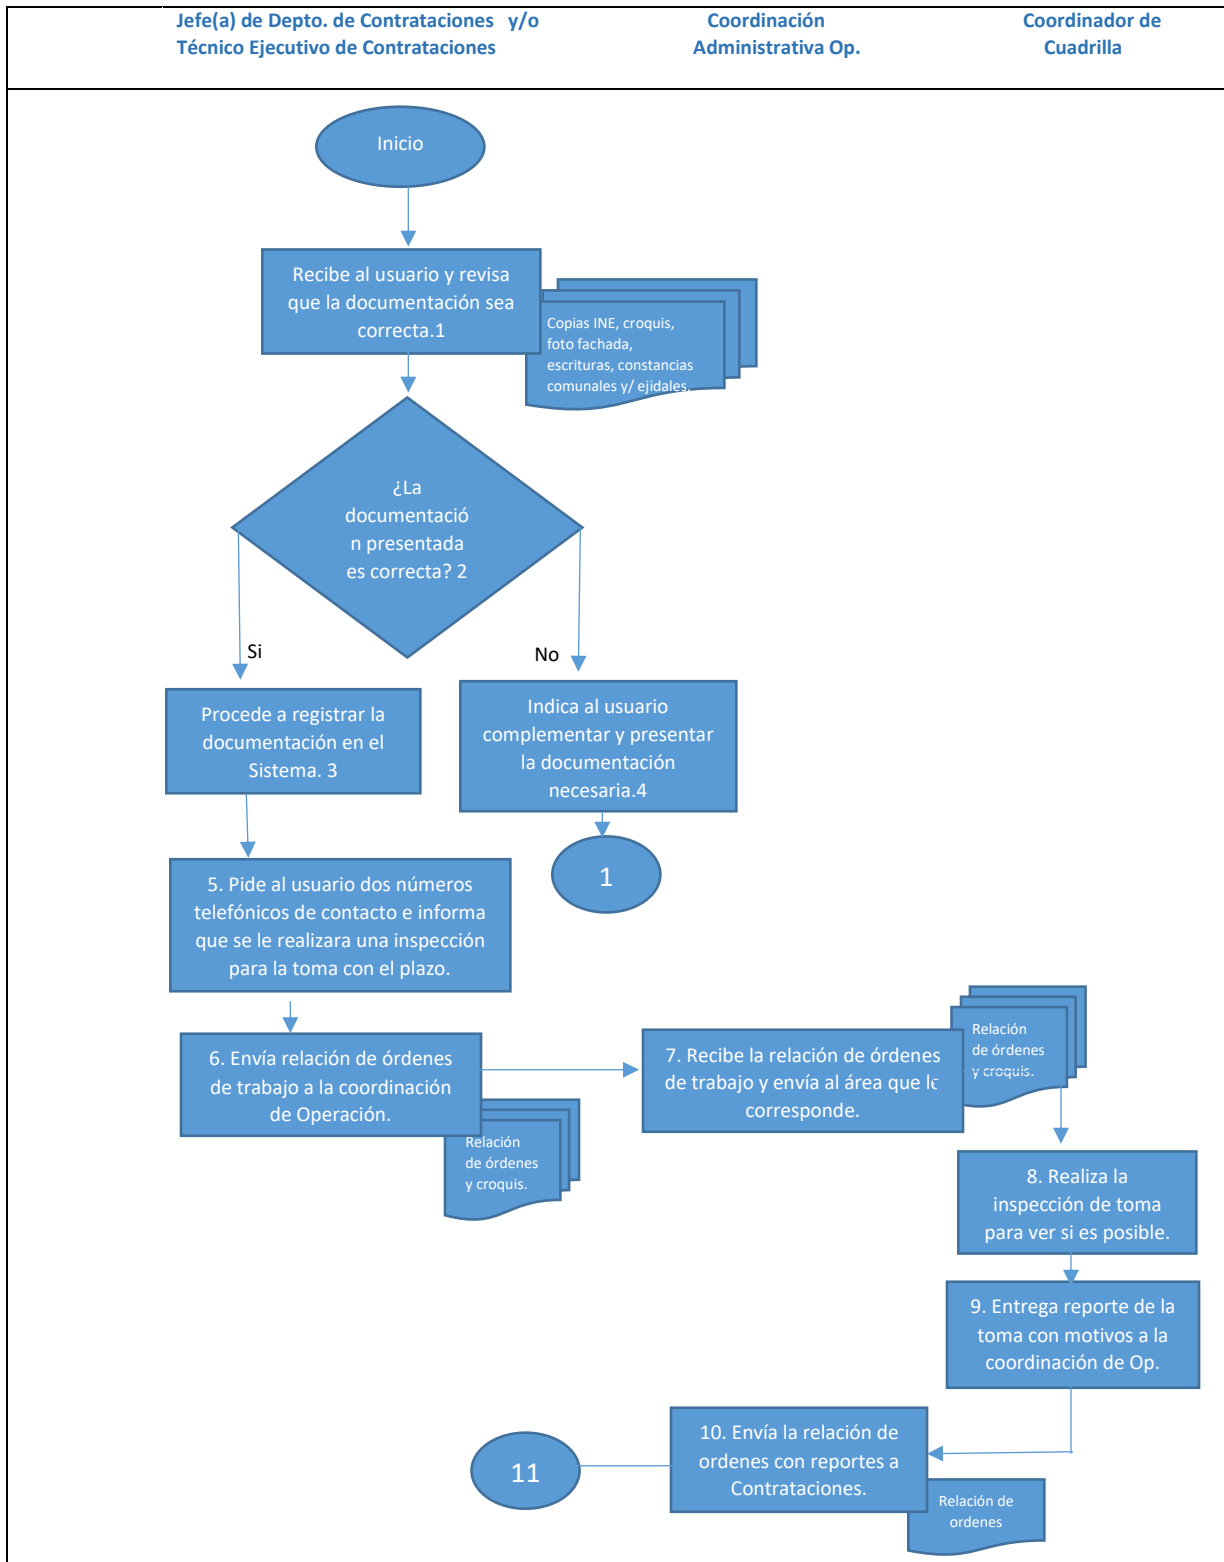 Jefe(a) de Depto. de Contrataciones y/o
Técnico Ejecutivo de Contrataciones
Coordinación
Administrativa Op.
Coordinador de
Cuadrilla
Inicio
Recibe al usuario y revisa
que la documentación sea
correcta.1
Copias INE, croquis,
foto fachada,
escrituras, constancias
comunales y/ ejidales.
¿La
documentació
n presentada
es correcta? 2
Si
No
Procede a registrar la
documentación en el
Sistema. 3
Indica al usuario
complementar y presentar
la documentación
necesaria.4
1
5. Pide al usuario dos números
telefónicos de contacto e informa
que se le realizara una inspección
para la toma con el plazo.
6. Envía relación de órdenes
de trabajo a la coordinación
de Operación.
Relación
de órdenes
y croquis.
7. Recibe la relación de órdenes
de trabajo y envía al área que le
corresponde.
Relación
de órdenes
y croquis.
8. Realiza la
inspección de toma
para ver si es posible.
9. Entrega reporte de la
toma con motivos a la
coordinación de Op.
10. Envía la relación de
ordenes con reportes a
Contrataciones.
11
Relación de
ordenes